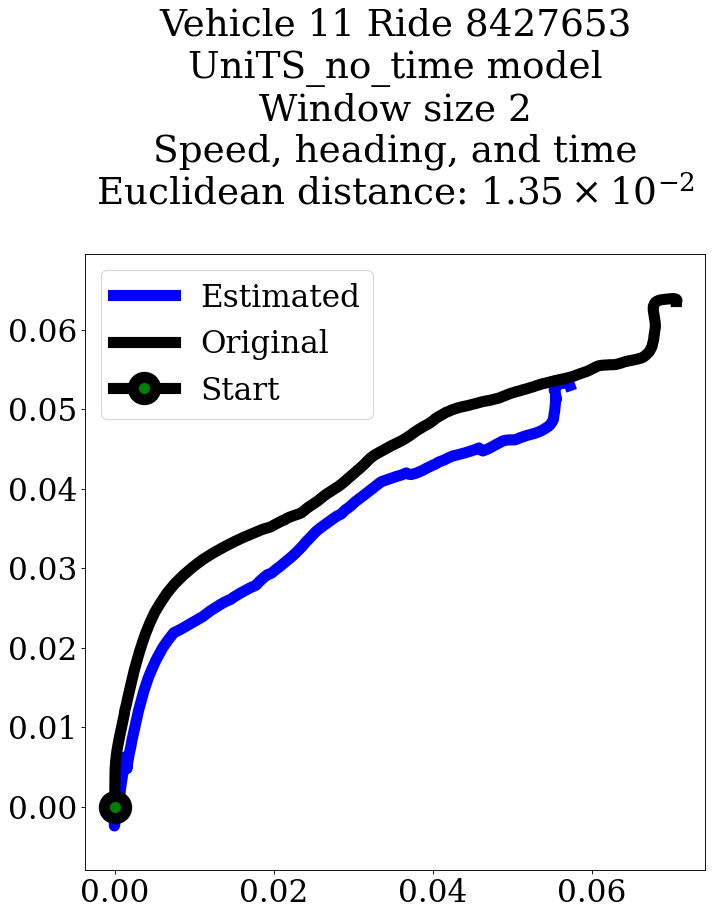 Vehicle 11 Ride 8427653
UniTS_no_time model
Window size 2
Speed, heading, and time
Euclidean distance: 1.35 × 10⁻²
Estimated
Original
Start
0.06
0.05
0.04
0.03
0.02
0.01
0.00
0.00 0.02 0.04 0.06